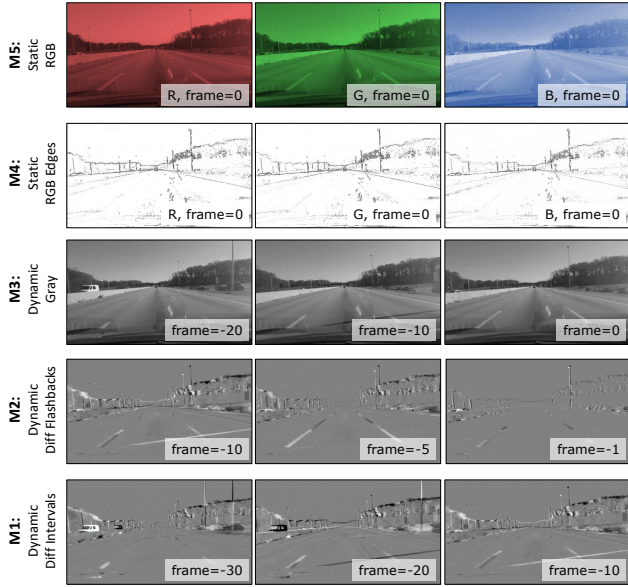 M5:
Static
RGB
R, frame=0
G, frame=0
B, frame=0
M4:
Static
RGB Edges
R, frame=0
G, frame=0
B, frame=0
M3:
Dynamic
Gray
frame=-20
frame=-10
frame=0
M2:
Dynamic
Diff Flashbacks
frame=-10
frame=-5
frame=-1
M1:
Dynamic
Diff Intervals
frame=-30
frame=-20
frame=-10